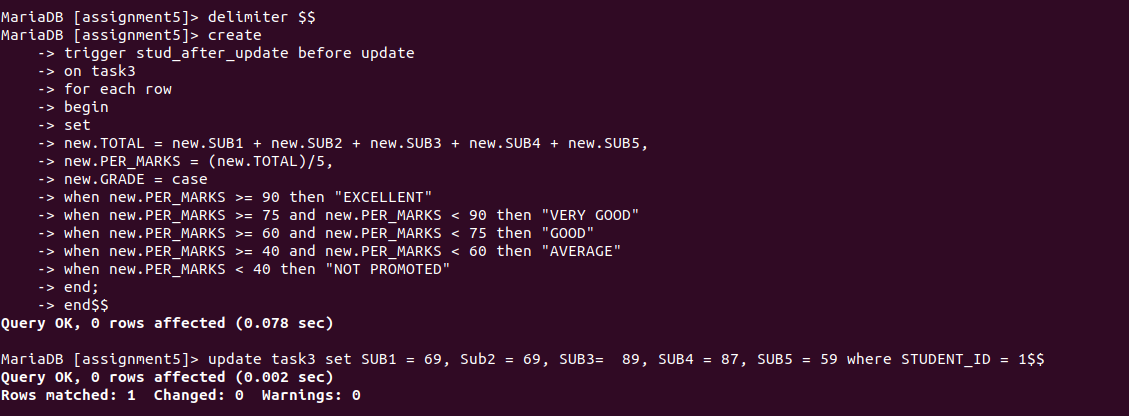 MariaDB [assignment5]> delimiter $$
MariaDB [assignment5]> create
    -> trigger stud_after_update before update
    -> on task3
    -> for each row
    -> begin
    -> set
    -> new.TOTAL = new.SUB1 + new.SUB2 + new.SUB3 + new.SUB4 + new.SUB5,
    -> new.PER_MARKS = (new.TOTAL)/5,
    -> new.GRADE = case
    -> when new.PER_MARKS >= 90 then "EXCELLENT"
    -> when new.PER_MARKS >= 75 and new.PER_MARKS < 90 then "VERY GOOD"
    -> when new.PER_MARKS >= 60 and new.PER_MARKS < 75 then "GOOD"
    -> when new.PER_MARKS >= 40 and new.PER_MARKS < 60 then "AVERAGE"
    -> when new.PER_MARKS < 40 then "NOT PROMOTED"
    -> end;
    -> end$$
Query OK, 0 rows affected (0.078 sec)

MariaDB [assignment5]> update task3 set SUB1 = 69, Sub2 = 69, SUB3=  89, SUB4 = 87, SUB5 = 59 where STUDENT_ID = 1$$
Query OK, 0 rows affected (0.002 sec)
Rows matched: 1  Changed: 0  Warnings: 0